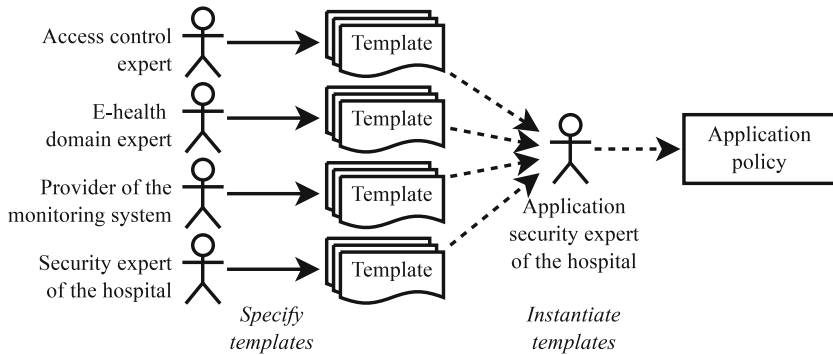 Access control
expert
Template
E-health
domain expert
Template
Provider of the
monitoring system
Template
Security expert
of the hospital
Template
Application
security expert
of the hospital
Application
policy
Specify
templates
Instantiate
templates